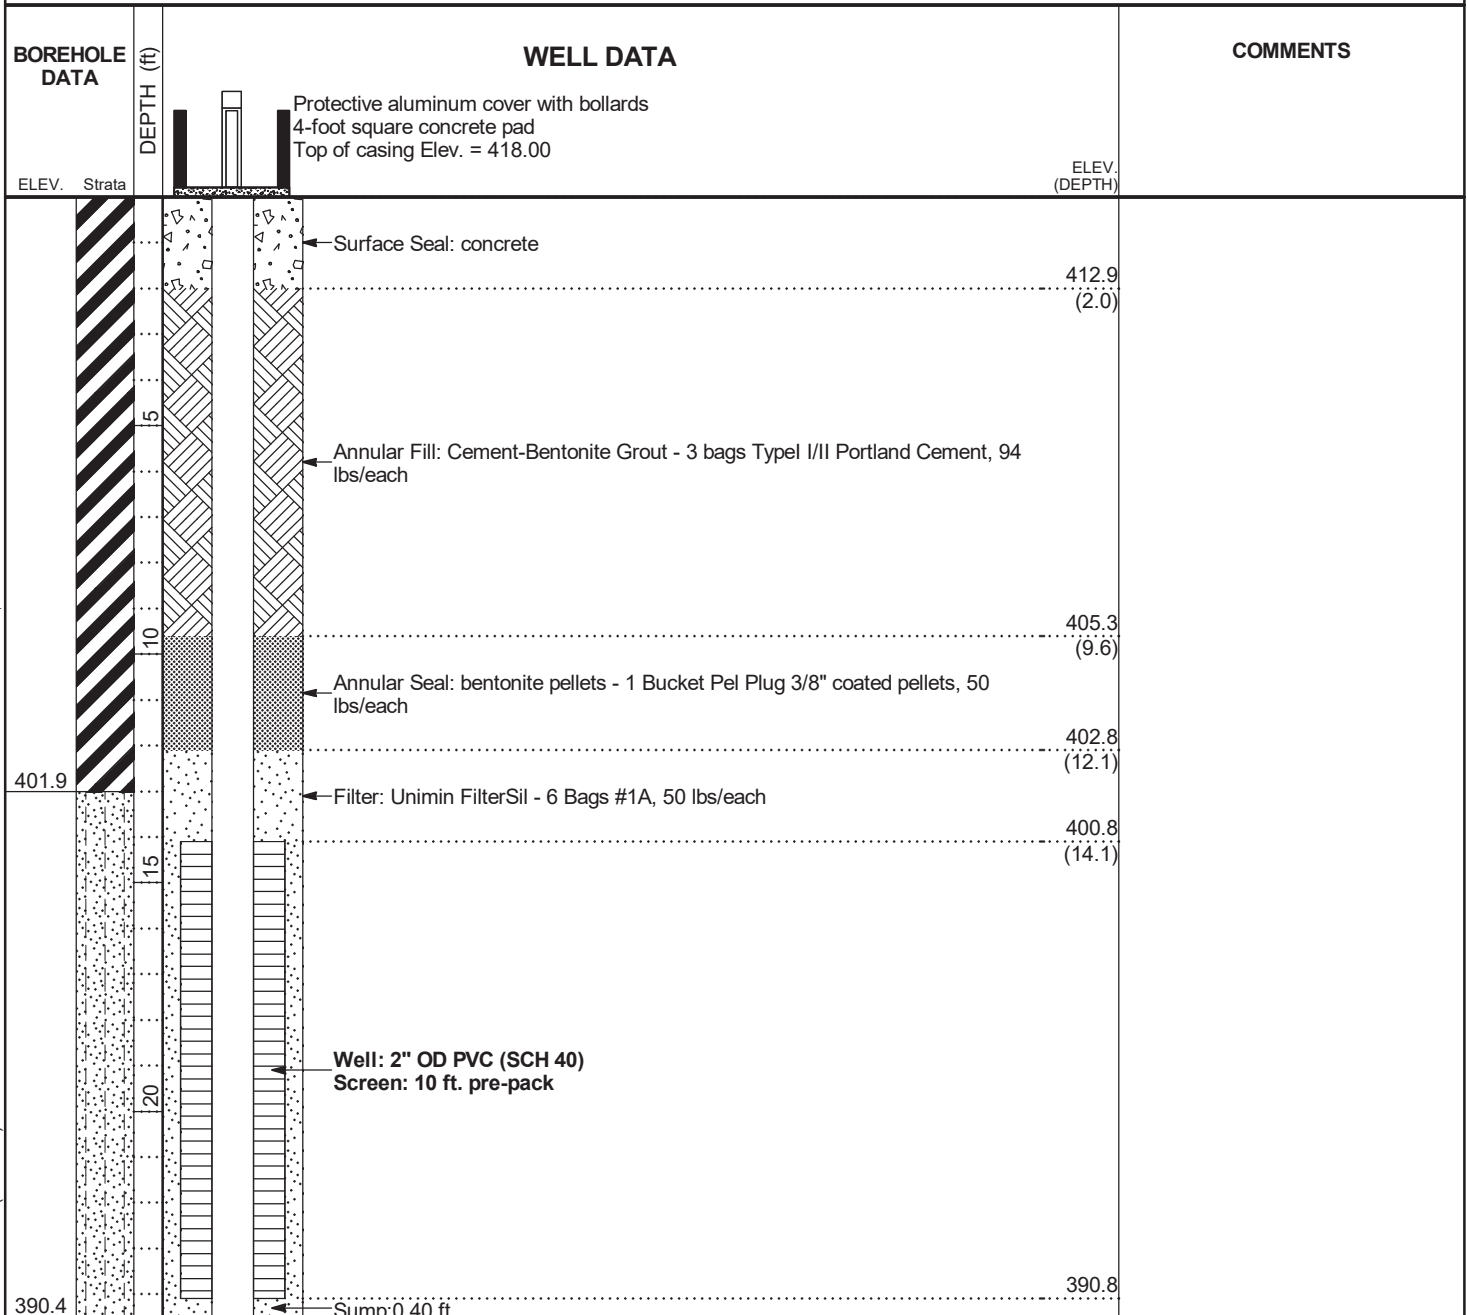 BOREHOLE
DATA
DEPTH (ft)
WELL DATA
COMMENTS
Protective aluminum cover with bollards
4-foot square concrete pad
Top of casing Elev. = 418.00
ELEV.
(DEPTH)
ELEV. Strata
Surface Seal: concrete
412.9
(2.0)
5
Annular Fill: Cement-Bentonite Grout - 3 bags TypeI I/II Portland Cement, 94
lbs/each
405.3
(9.6)
10
Annular Seal: bentonite pellets - 1 Bucket Pel Plug 3/8" coated pellets, 50
lbs/each
402.8
(12.1)
401.9
Filter: Unimin FilterSil - 6 Bags #1A, 50 lbs/each
400.8
(14.1)
15
Well: 2" OD PVC (SCH 40)
Screen: 10 ft. pre-pack
20
390.8
390.4
Sump:0.40 ft